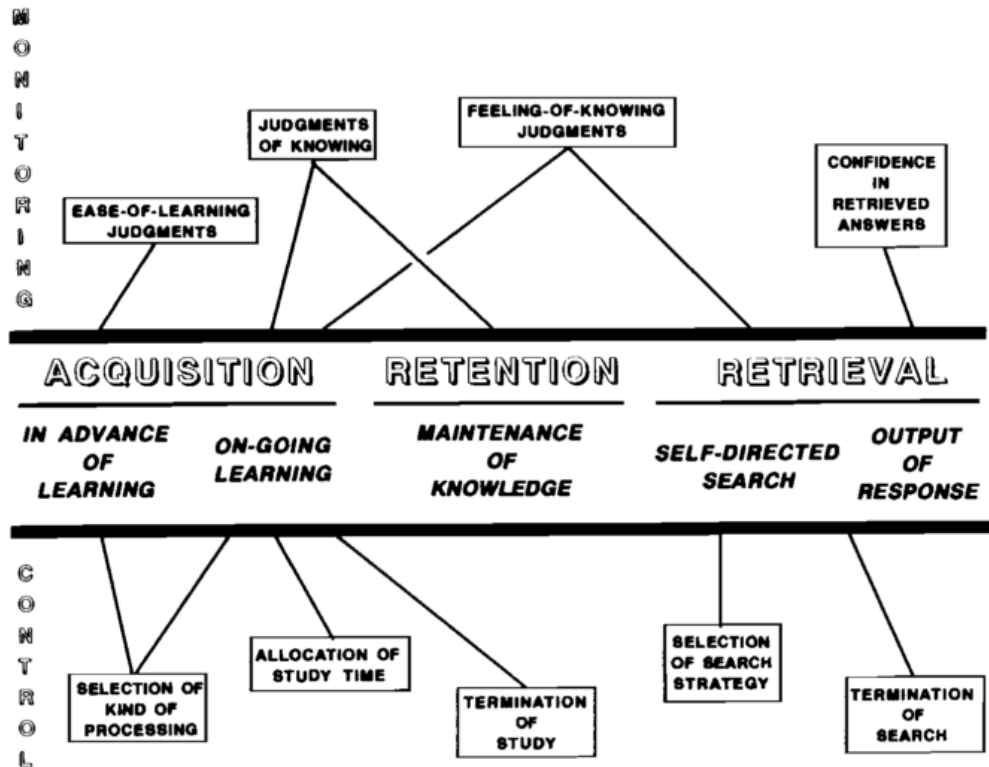 MONITORING
JUDGMENTS
OF KNOWING
FEELING-OF-KNOWING
JUDGMENTS
CONFIDENCE
IN
RETRIEVED
ANSWERS
EASE-OF-LEARNING
JUDGMENTS
ACQUISITION
RETENTION
RETRIEVAL
IN ADVANCE
OF
LEARNING
ON-GOING
LEARNING
MAINTENANCE
OF
KNOWLEDGE
SELF-DIRECTED
SEARCH
OUTPUT
OF
RESPONSE
CONTROL
SELECTION OF
KIND OF
PROCESSING
ALLOCATION OF
STUDY TIME
TERMINATION
OF
STUDY
SELECTION
OF SEARCH
STRATEGY
TERMINATION
OF
SEARCH